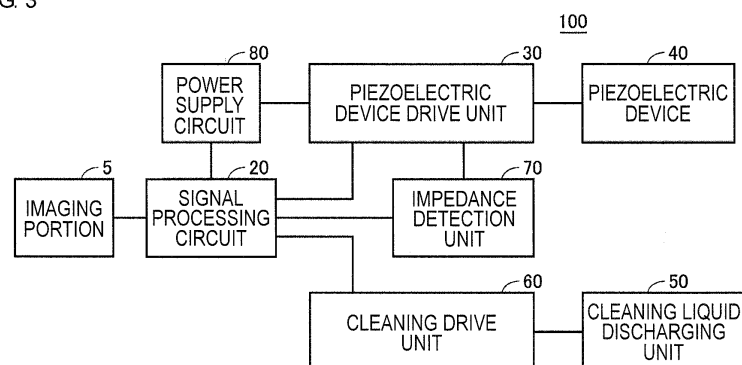 G. 3
100
80
POWER
SUPPLY
CIRCUIT
30
PIEZOELECTRIC
DEVICE DRIVE UNIT
40
PIEZOELECTRIC
DEVICE
5
IMAGING
PORTION
20
SIGNAL
PROCESSING
CIRCUIT
70
IMPEDANCE
DETECTION
UNIT
60
CLEANING DRIVE
UNIT
50
CLEANING LIQUID
DISCHARGING
UNIT